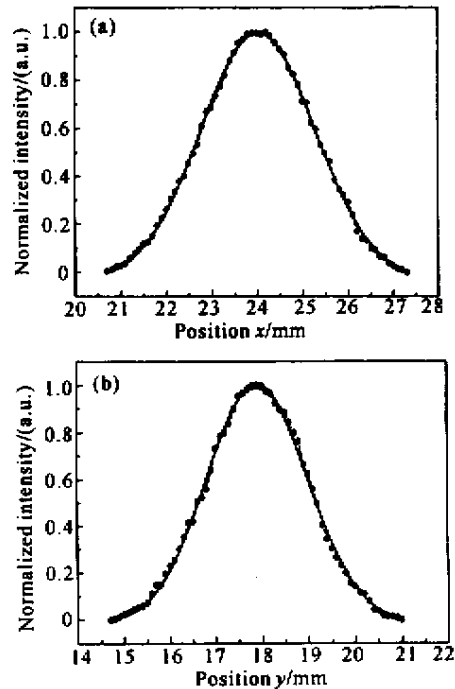 (a)
Normalized intensity/(a.u.)
1.0
0.8
0.6
0.4
0.2
0
20 21 22 23 24 25 26 27 28
Position x/mm
(b)
Normalized intensity/(a.u.)
1.0
0.8
0.6
0.4
0.2
0
14 15 16 17 18 19 20 21 22
Position y/mm